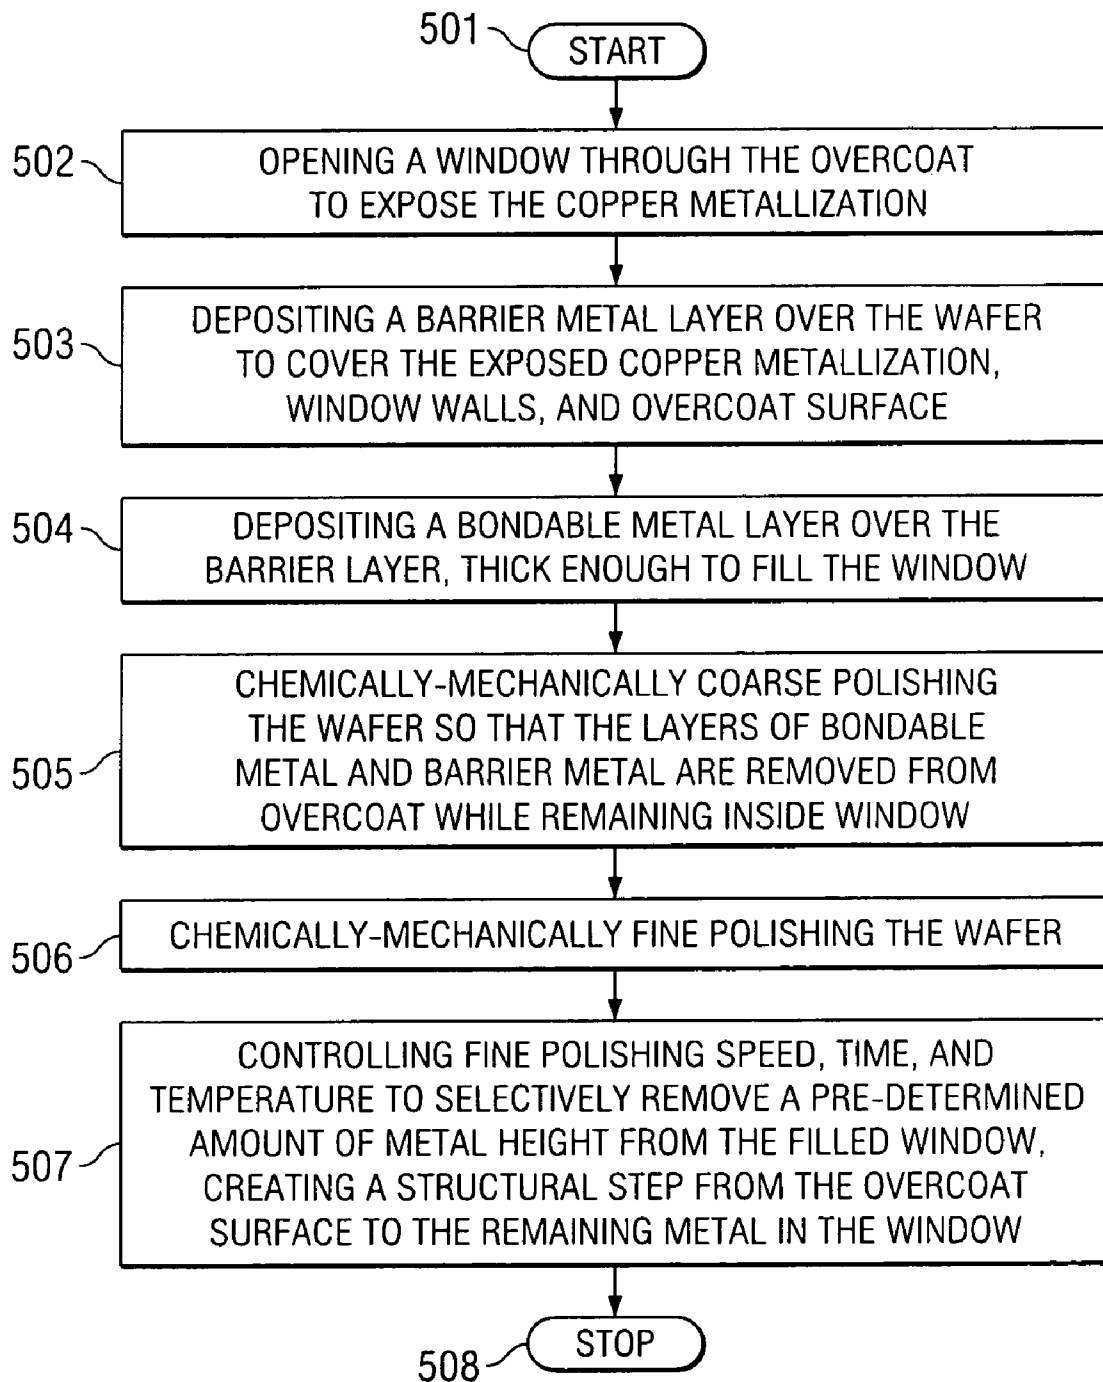 501
START
502
OPENING A WINDOW THROUGH THE OVERCOAT
TO EXPOSE THE COPPER METALLIZATION
503
DEPOSITING A BARRIER METAL LAYER OVER THE WAFER
TO COVER THE EXPOSED COPPER METALLIZATION,
WINDOW WALLS, AND OVERCOAT SURFACE
504
DEPOSITING A BONDABLE METAL LAYER OVER THE
BARRIER LAYER, THICK ENOUGH TO FILL THE WINDOW
505
CHEMICALLY-MECHANICALLY COARSE POLISHING
THE WAFER SO THAT THE LAYERS OF BONDABLE
METAL AND BARRIER METAL ARE REMOVED FROM
OVERCOAT WHILE REMAINING INSIDE WINDOW
506
CHEMICALLY-MECHANICALLY FINE POLISHING THE WAFER
507
CONTROLLING FINE POLISHING SPEED, TIME, AND
TEMPERATURE TO SELECTIVELY REMOVE A PRE-DETERMINED
AMOUNT OF METAL HEIGHT FROM THE FILLED WINDOW,
CREATING A STRUCTURAL STEP FROM THE OVERCOAT
SURFACE TO THE REMAINING METAL IN THE WINDOW
508
STOP